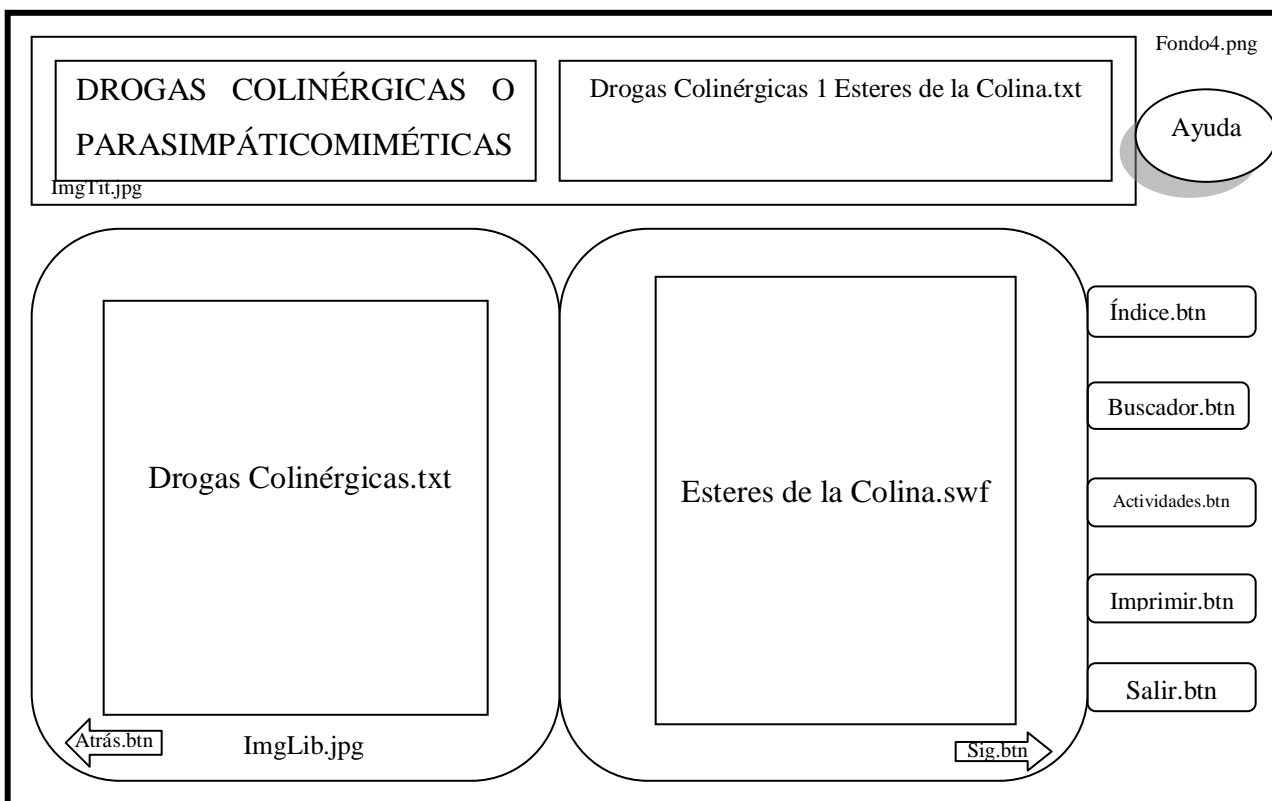 Fondo4.png
DROGAS COLINÉRGICAS O
PARASIMPÁTICOMIMÉTICAS
Drogas Colinérgicas 1 Esteres de la Colina.txt
Ayuda
ImgTit.jpg
Drogas Colinérgicas.txt
Esteres de la Colina.swf
Índice.btn
Buscador.btn
Actividades.btn
Imprimir.btn
Salir.btn
Atrás.btn
ImgLib.jpg
Sig.btn